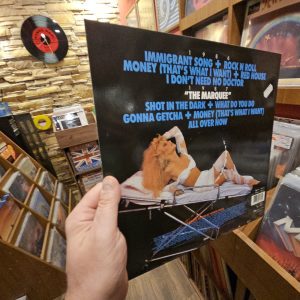 IMMIGRANT SONG + ROCK N ROLL
MONEY (THAT'S WHAT I WANT) + RED HOUSE
I DON'T NEED NO DOCTOR
"THE MARQUEE"
SHOT IN THE DARK + WHAT DO YOU DO
GONNA GETCHA + MONEY (THAT'S WHAT I WANT)
ALL OVER NOW